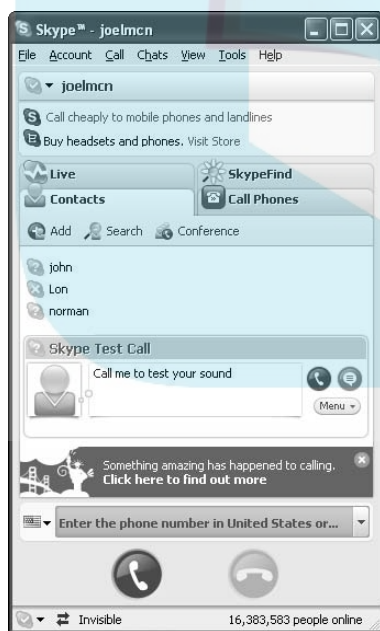 Skype™ - joelmcn
File Account Call Chats View Tools Help
joelmcn
Call cheaply to mobile phones and landlines
Buy headsets and phones. Visit Store
Live SkypeFind
Contacts Call Phones
Add Search Conference
john
Lon
norman
Skype Test Call
Call me to test your sound
Menu
Something amazing has happened to calling.
Click here to find out more
Enter the phone number in United States or...
Invisible 16,383,583 people online